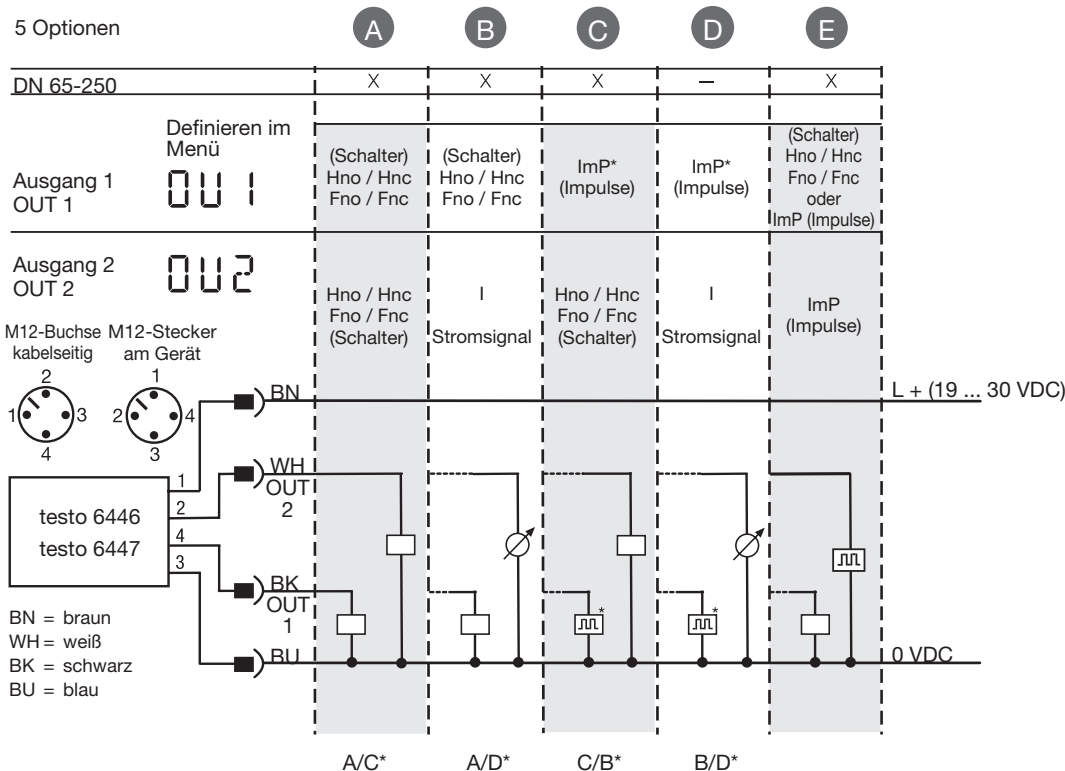 5 Optionen
A B C D E
DN 65-250
X X X – X
Definieren im
Menü
Ausgang 1
OUT 1
OU1
(Schalter)
Hno / Hnc
Fno / Fnc
(Schalter)
Hno / Hnc
Fno / Fnc
ImP*
(Impulse)
ImP*
(Impulse)
(Schalter)
Hno / Hnc
Fno / Fnc
oder
ImP (Impulse)
Ausgang 2
OUT 2
OU2
Hno / Hnc
Fno / Fnc
(Schalter)
I
Stromsignal
Hno / Hnc
Fno / Fnc
(Schalter)
I
Stromsignal
ImP
(Impulse)
M12-Buchse
kabelseitig
2
1 3
4
M12-Stecker
am Gerät
1
2 4
3
BN
L + (19 ... 30 VDC)
WH
OUT
2
1
2
4
3
testo 6446
testo 6447
BK
OUT
1
* *
BU
0 VDC
BN = braun
WH = weiß
BK = schwarz
BU = blau
A/C* A/D* C/B* B/D*